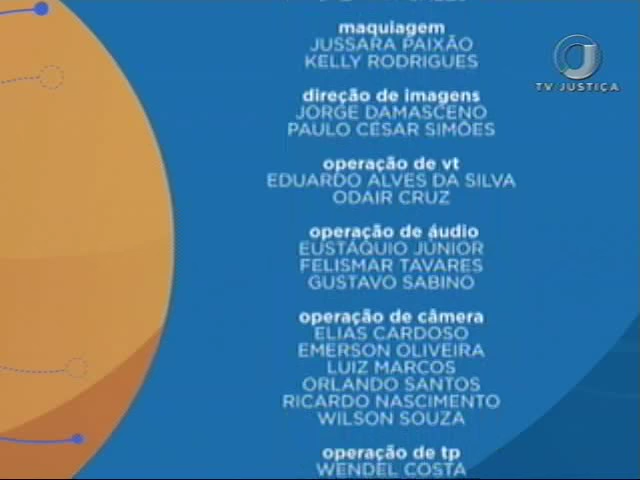 maquiagem
JUSSARA PAIXÃO
KELLY RODRIGUES
TV JUSTIÇA
direção de imagens
JORGE DAMASCENO
PAULO CÉSAR SIMÕES
operação de vt
EDUARDO ALVES DA SILVA
ODAIR CRUZ
operação de áudio
EUSTÁQUIO JÚNIOR
FELISMAR TAVARES
GUSTAVO SABINO
operação de câmera
ELIAS CARDOSO
EMERSON OLIVEIRA
LUIZ MARCOS
ORLANDO SANTOS
RICARDO NASCIMENTO
WILSON SOUZA
operação de tp
WENDEL COSTA